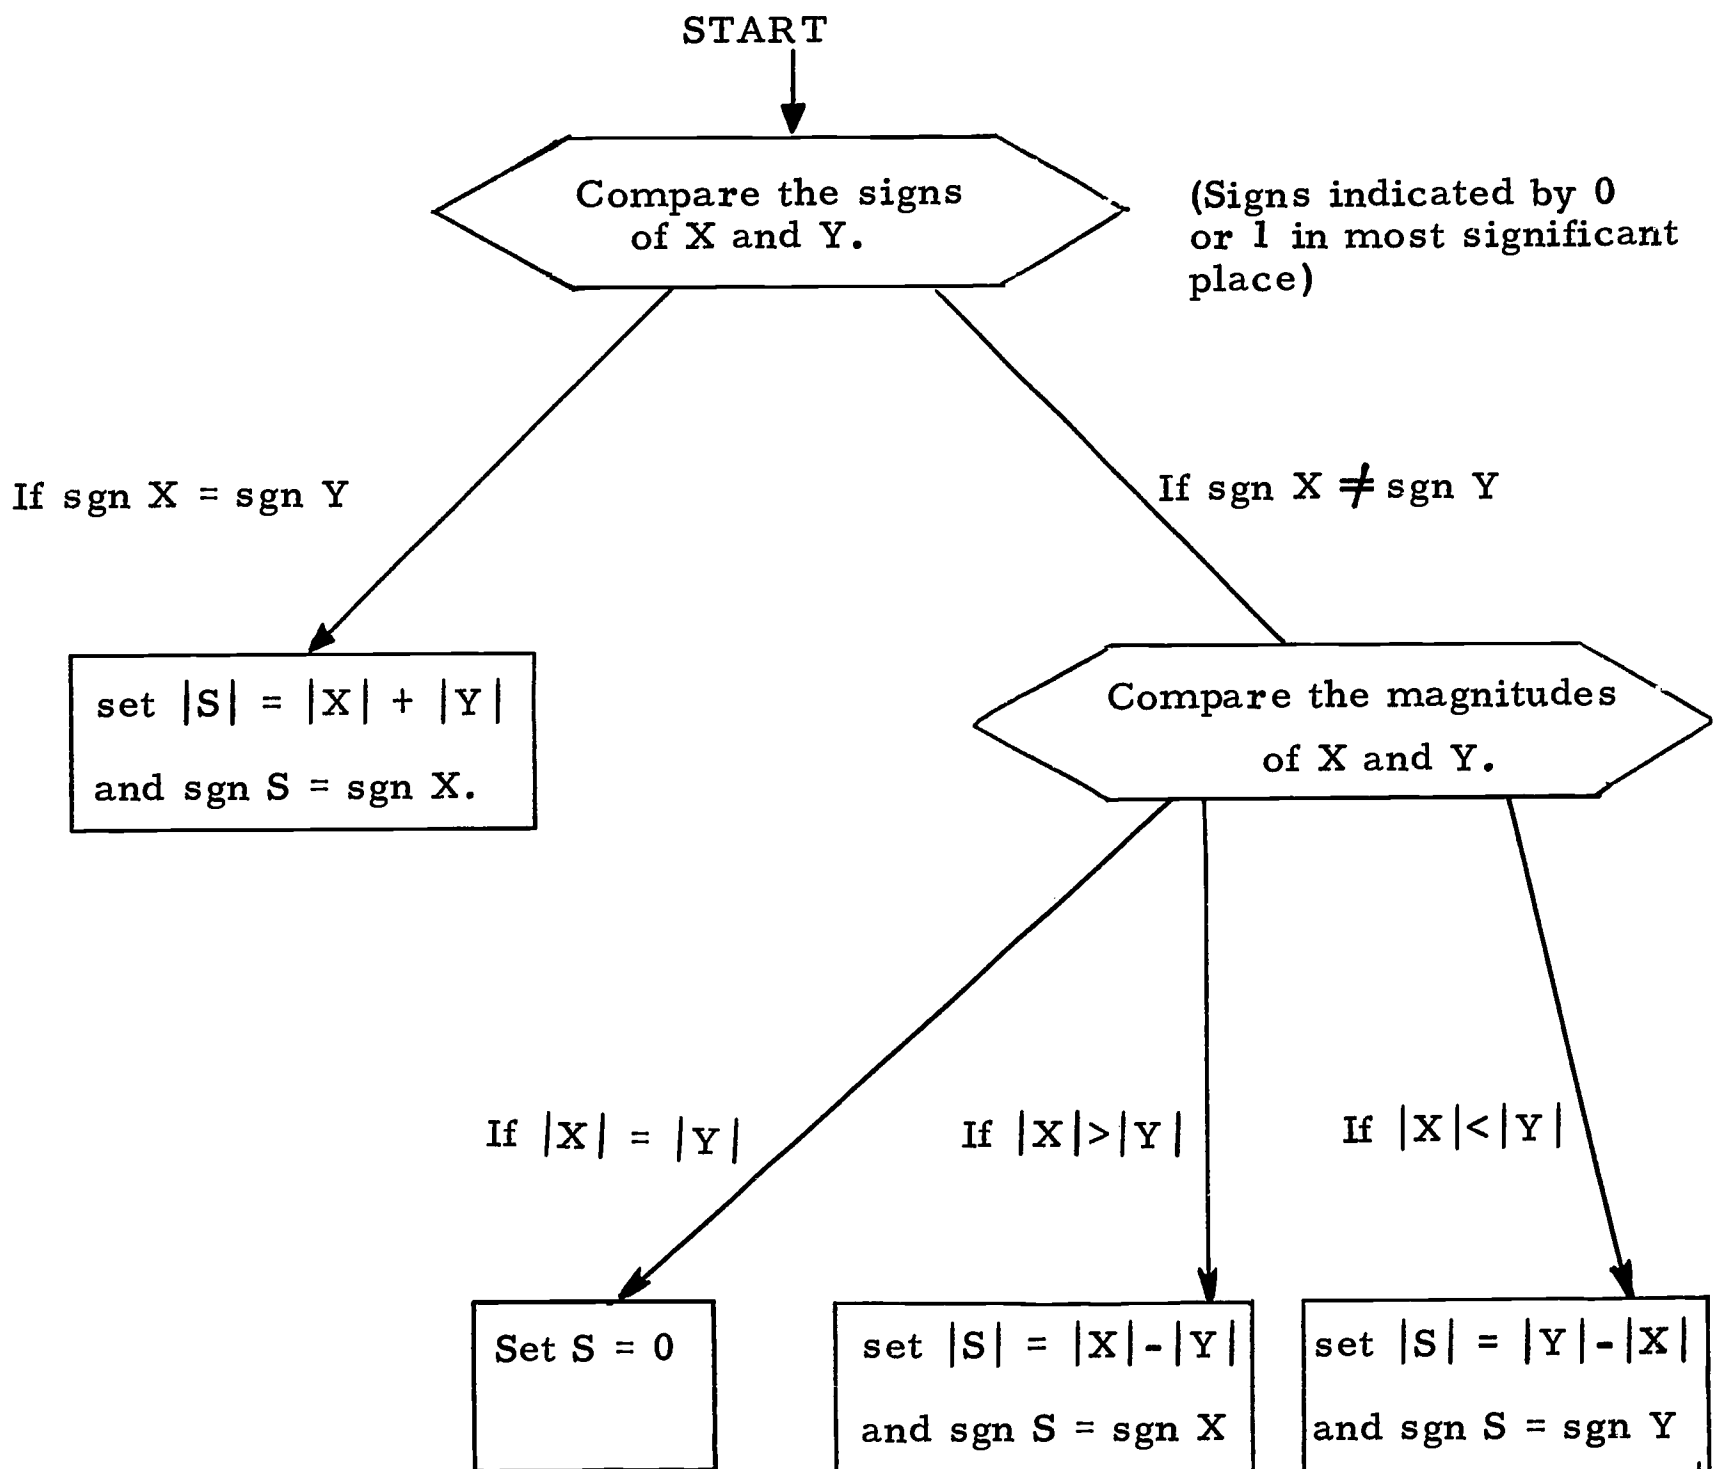 START
Compare the signs
of X and Y.
(Signs indicated by 0
or 1 in most significant
place)
If sgn X = sgn Y
If sgn X ≠ sgn Y
set |S| = |X| + |Y|
and sgn S = sgn X.
Compare the magnitudes
of X and Y.
If |X| = |Y|
If |X|>|Y|
If |X|<|Y|
Set S = 0
set |S| = |X|-|Y|
and sgn S = sgn X
set |S| = |Y|-|X|
and sgn S = sgn Y